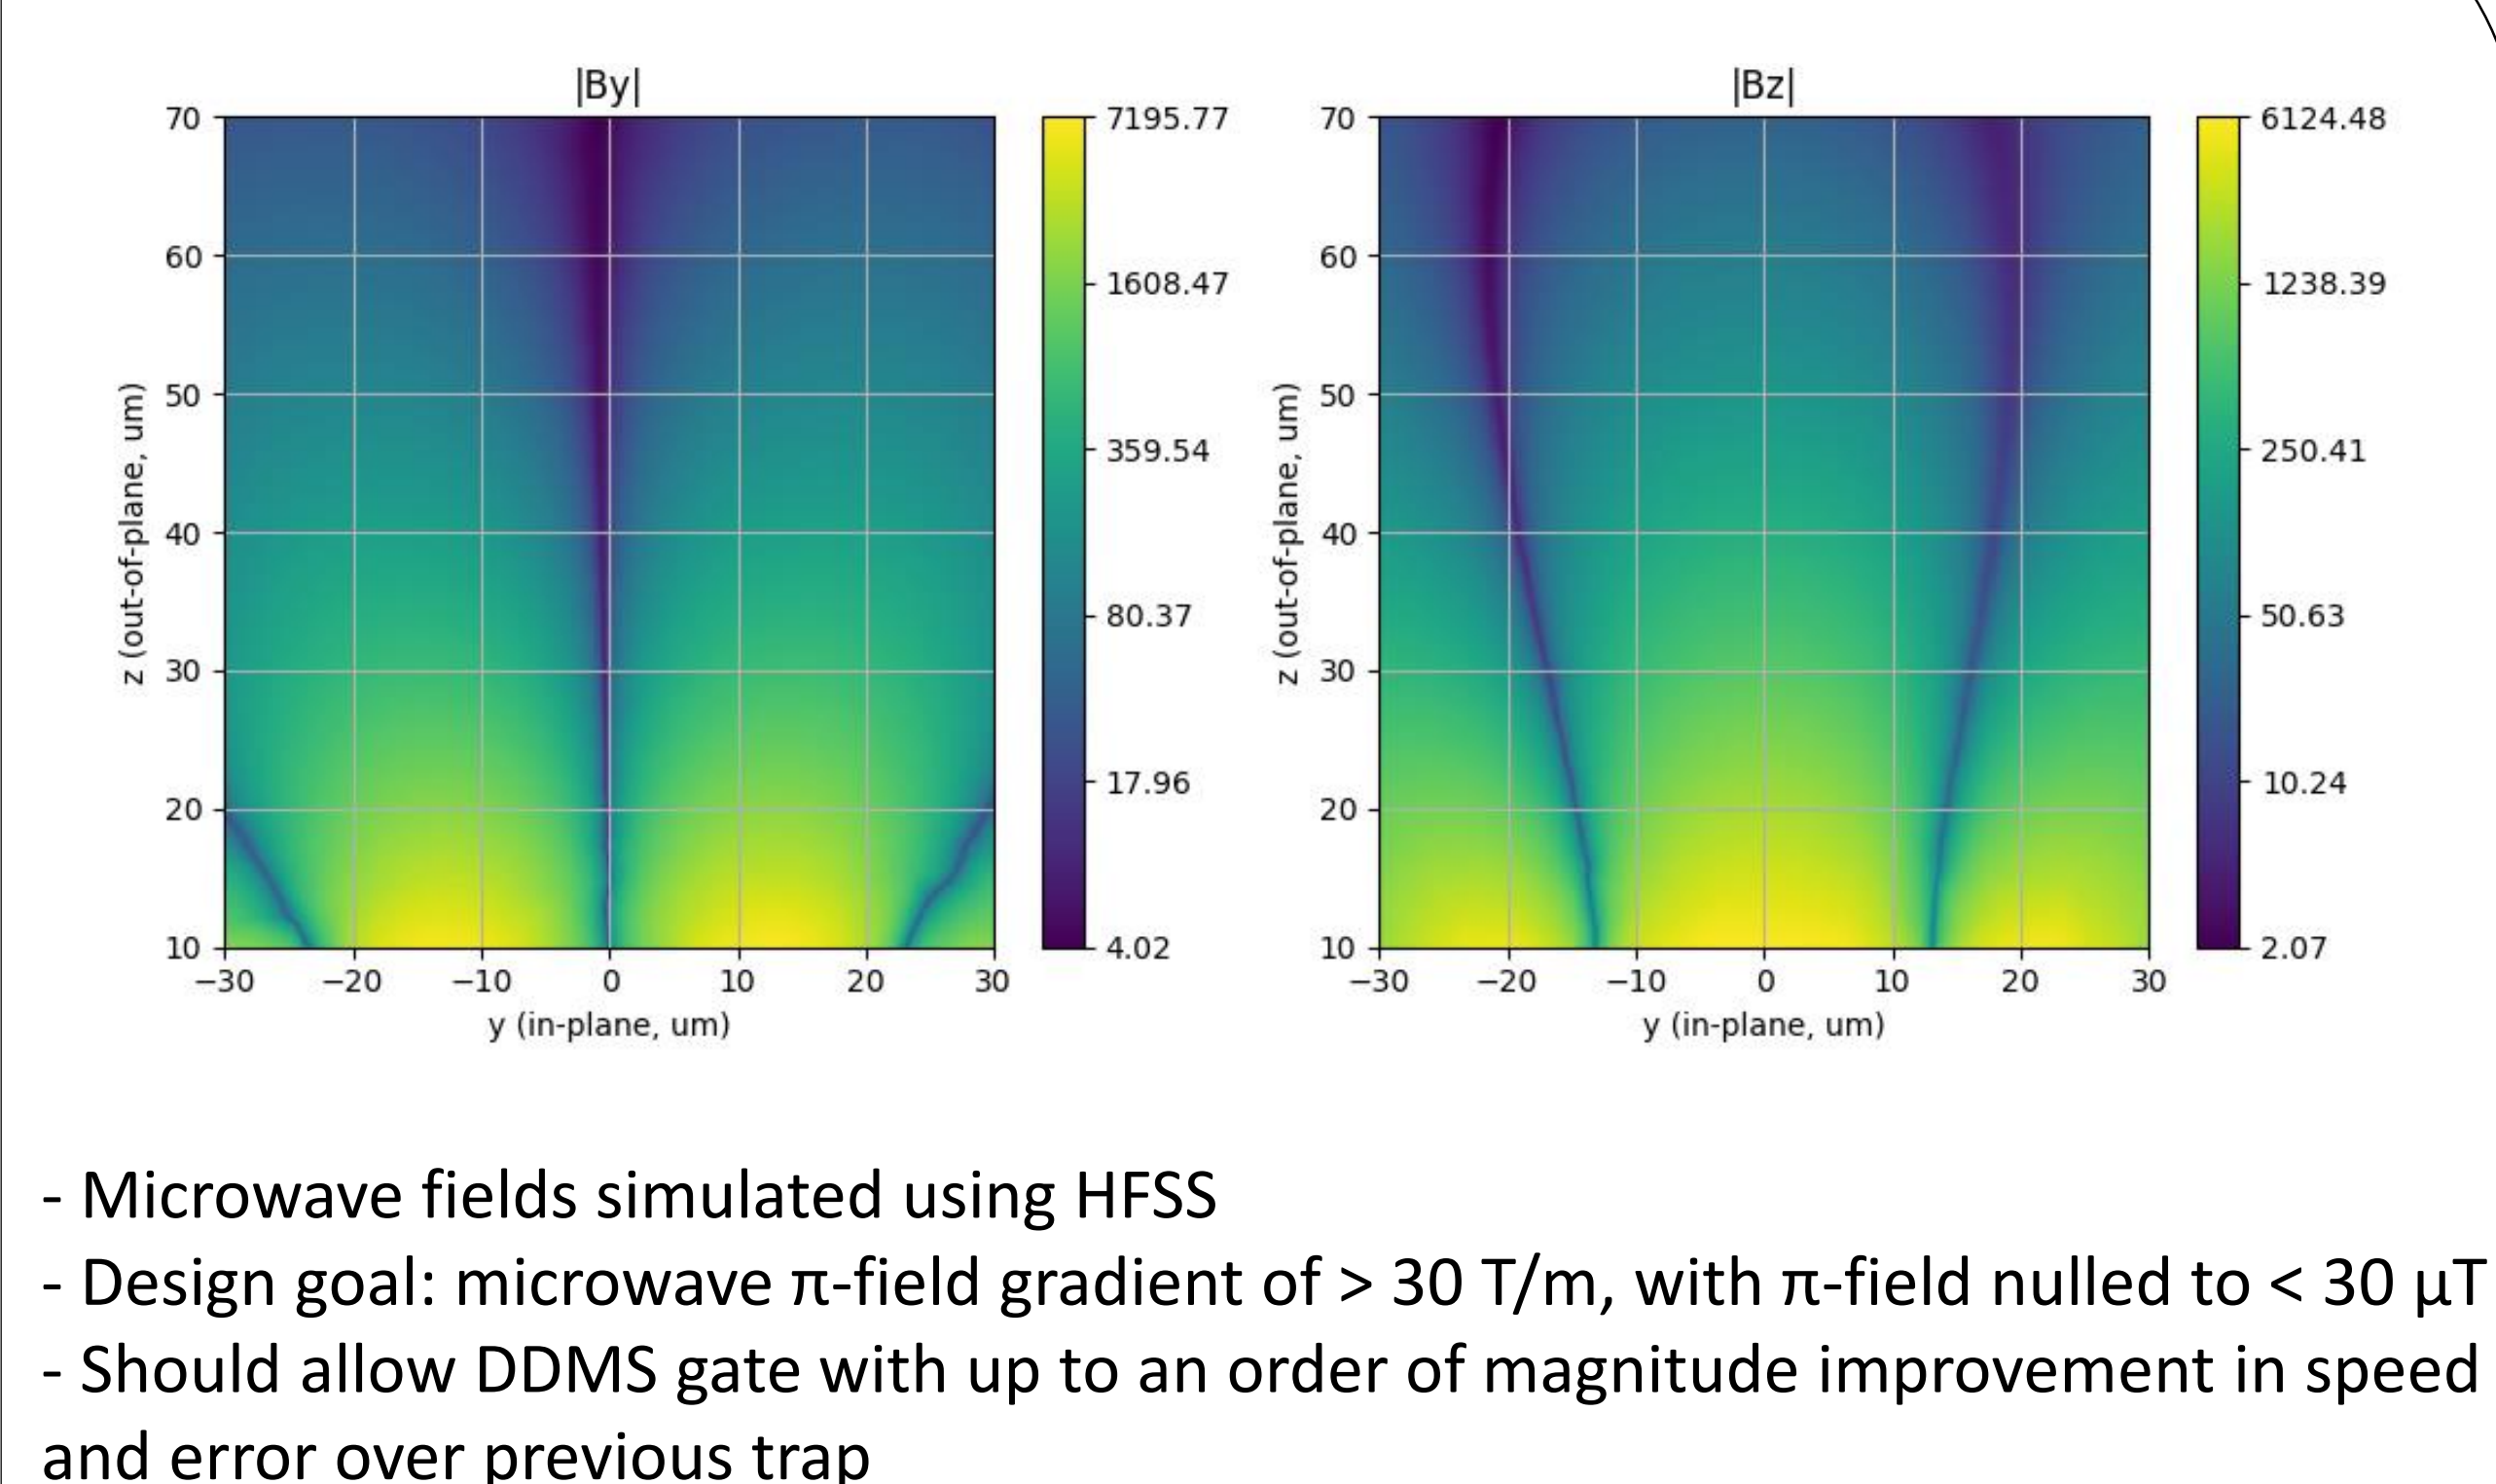 |By|
70
60
50
40
30
20
10
z (out-of-plane, um)
−30 −20 −10 0 10 20 30
y (in-plane, um)
7195.77
1608.47
359.54
80.37
17.96
4.02
|Bz|
70
60
50
40
30
20
10
z (out-of-plane, um)
−30 −20 −10 0 10 20 30
y (in-plane, um)
6124.48
1238.39
250.41
50.63
10.24
2.07
- Microwave fields simulated using HFSS
- Design goal: microwave π-field gradient of > 30 T/m, with π-field nulled to < 30 µT
- Should allow DDMS gate with up to an order of magnitude improvement in speed
and error over previous trap